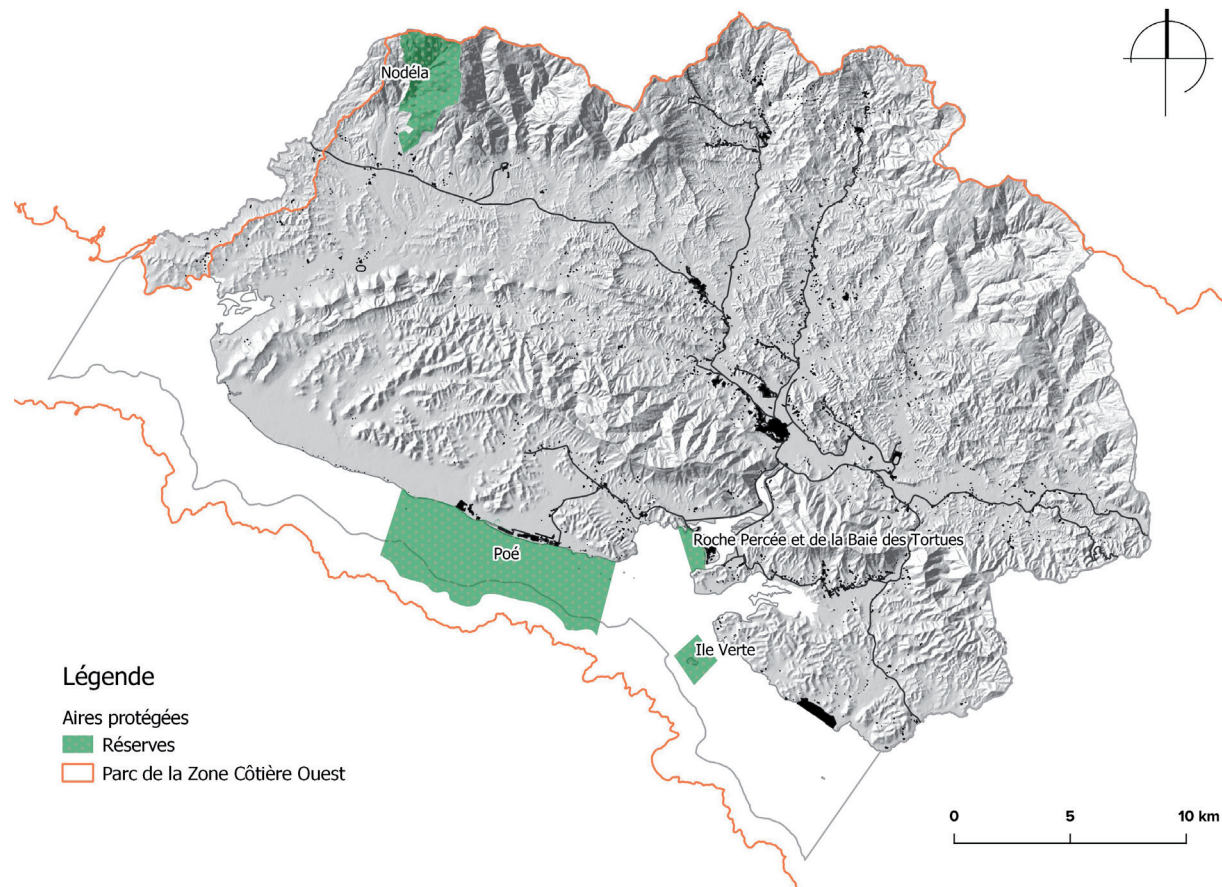 Nodéla
Roche Percée et de la Baie des Tortues
Poé
Ile Verte
Légende
Aires protégées
Réserves
Parc de la Zone Côtière Ouest
0 5 10 km